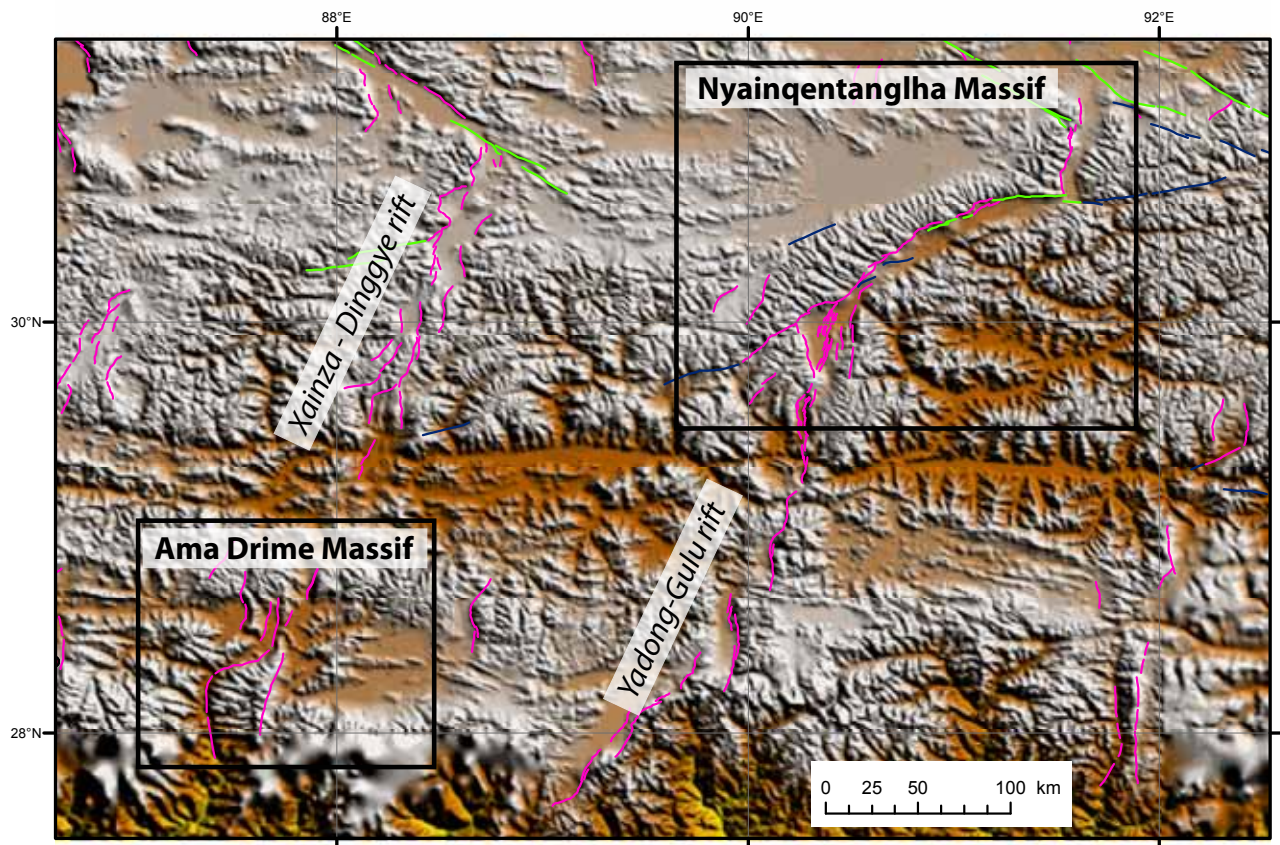 88°E
90°E
92°E
Nyainqentanglha Massif
Xainza - Dinggye rift
30°N
Ama Drime Massif
Yadong-Gulu rift
28°N
0 25 50 100 km